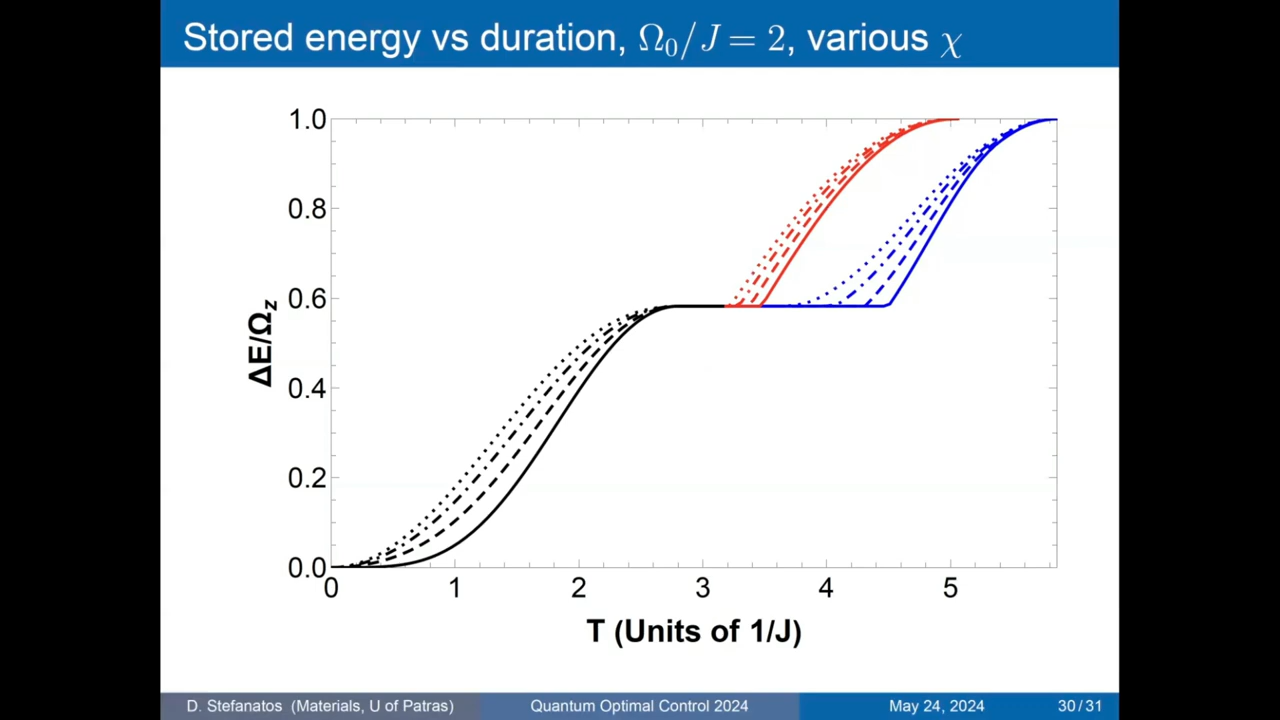 Stored energy vs duration, Ω₀/J = 2, various χ
1.0
0.8
0.6
0.4
0.2
0.0
ΔE/Ωz
0 1 2 3 4 5
T (Units of 1/J)
D. Stefanatos (Materials, U of Patras) Quantum Optimal Control 2024 May 24, 2024 30 / 31